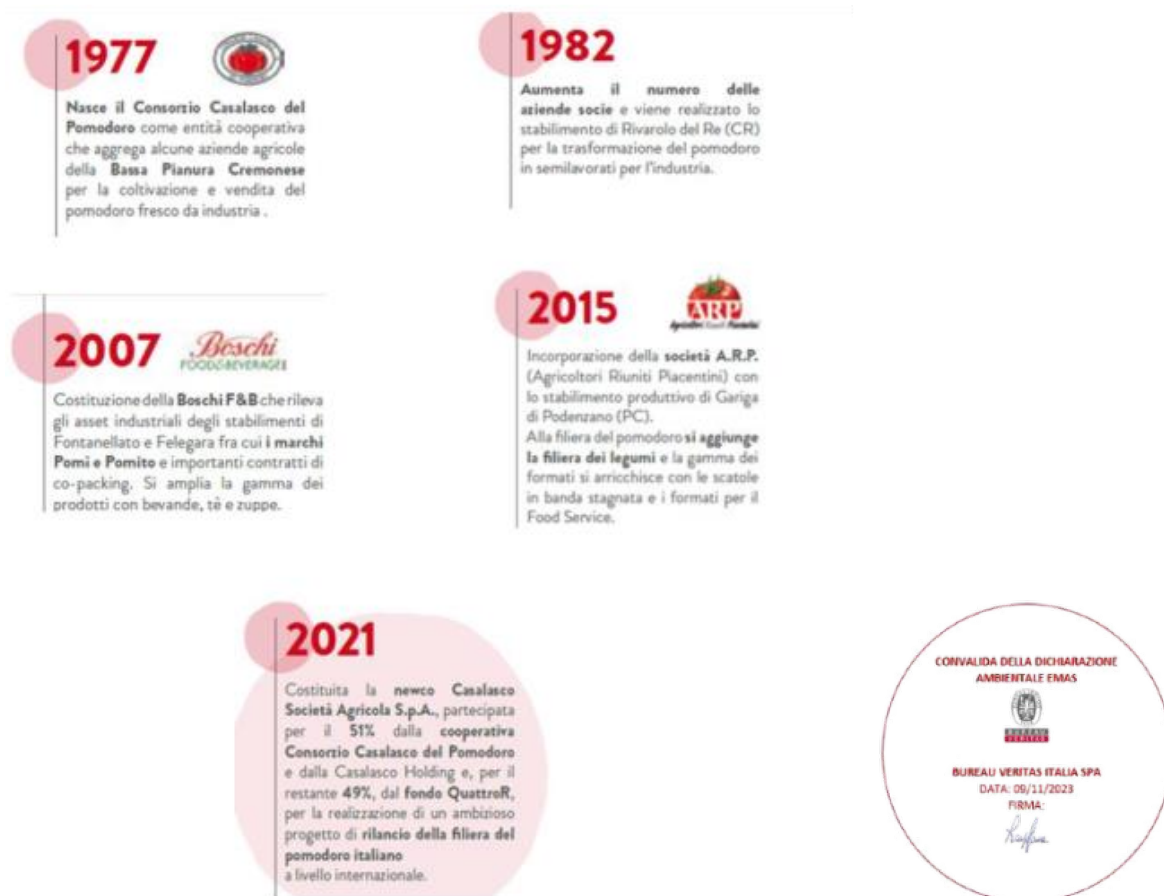 1977
Nasce il Consorzio Casalasco del
Pomodoro come entità cooperativa
che aggrega alcune aziende agricole
della Bassa Pianura Cremonese
per la coltivazione e vendita del
pomodoro fresco da industria .
1982
Aumenta il numero delle
aziende socie e viene realizzato lo
stabilimento di Rivarolo del Re (CR)
per la trasformazione del pomodoro
in semilavorati per l'industria.
2007
Boschi
FOOD&BEVERAGE
Costituzione della Boschi F&B che rileva
gli asset industriali degli stabilimenti di
Fontanellato e Felegara fra cui i marchi
Pomì e Pomito e importanti contratti di
co-packing. Si amplia la gamma dei
prodotti con bevande, tè e zuppe.
2015
ARP
Agricoltori Riuniti Piacentini
Incorporazione della società A.R.P.
(Agricoltori Riuniti Piacentini) con
lo stabilimento produttivo di Gariga
di Podenzano (PC).
Alla filiera del pomodoro si aggiunge
la filiera dei legumi e la gamma dei
formati si arricchisce con le scatole
in banda stagnata e i formati per il
Food Service.
2021
Costituita la newco Casalasco
Società Agricola S.p.A., partecipata
per il 51% dalla cooperativa
Consorzio Casalasco del Pomodoro
e dalla Casalasco Holding e, per il
restante 49%, dal fondo QuattroR,
per la realizzazione di un ambizioso
progetto di rilancio della filiera del
pomodoro italiano
a livello internazionale.
CONVALIDA DELLA DICHIARAZIONE
AMBIENTALE EMAS
BUREAU
VERITAS
BUREAU VERITAS ITALIA SPA
DATA: 09/11/2023
FIRMA: